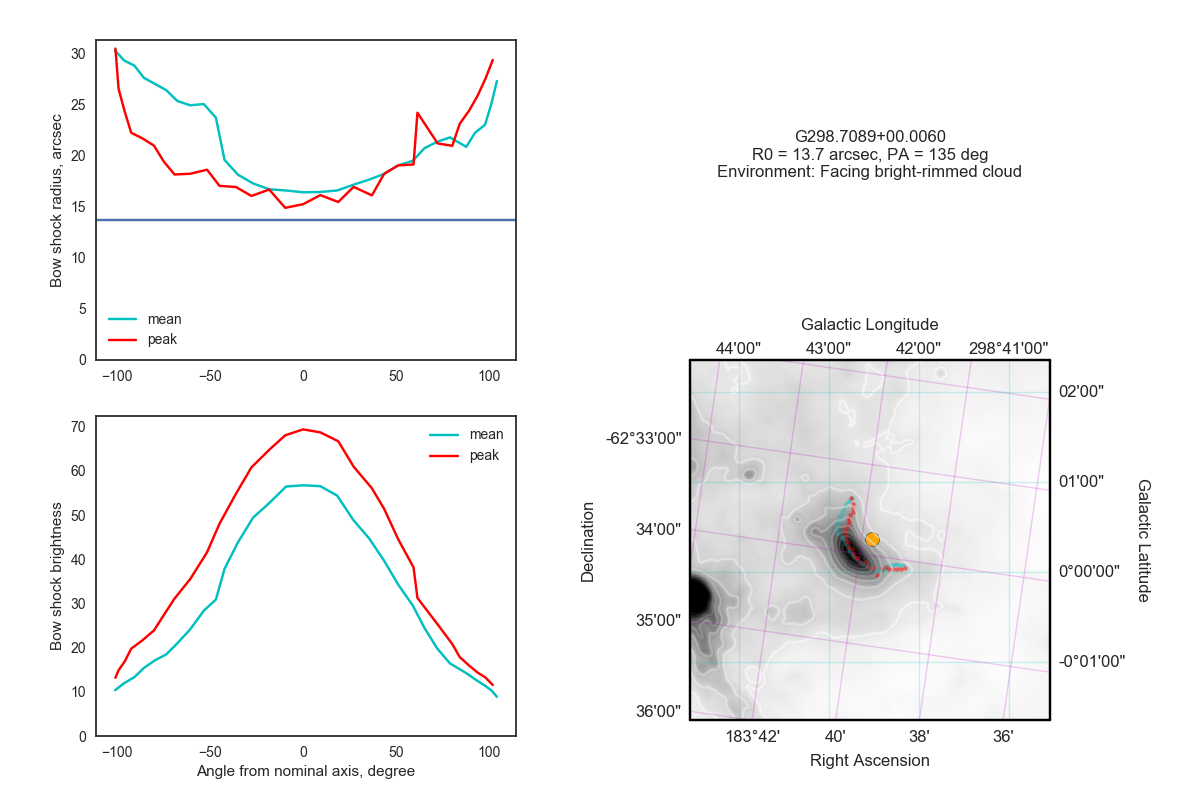 30
25
20
15
10
5
0
Bow shock radius, arcsec
mean
peak
−100
−50
0
50
100
70
60
50
40
30
20
10
0
Bow shock brightness
mean
peak
−100
−50
0
50
100
Angle from nominal axis, degree
G298.7089+00.0060
R0 = 13.7 arcsec, PA = 135 deg
Environment: Facing bright-rimmed cloud
Galactic Longitude
44'00"
43'00"
42'00"
298°41'00"
-62°33'00"
34'00"
35'00"
36'00"
Declination
02'00"
01'00"
0°00'00"
-0°01'00"
Galactic Latitude
183°42'
40'
38'
36'
Right Ascension